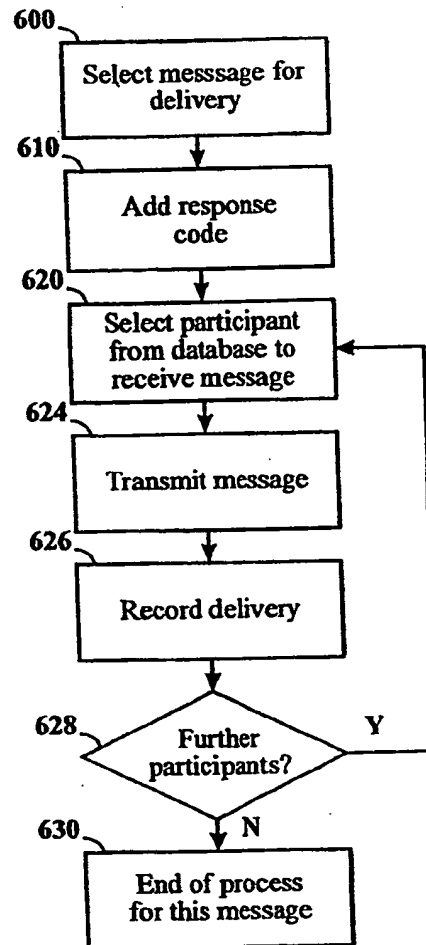 600
Select messsage for
delivery
610
Add response
code
620
Select participant
from database to
receive message
624
Transmit message
626
Record delivery
628
Further
participants?
Y
N
630
End of process
for this message